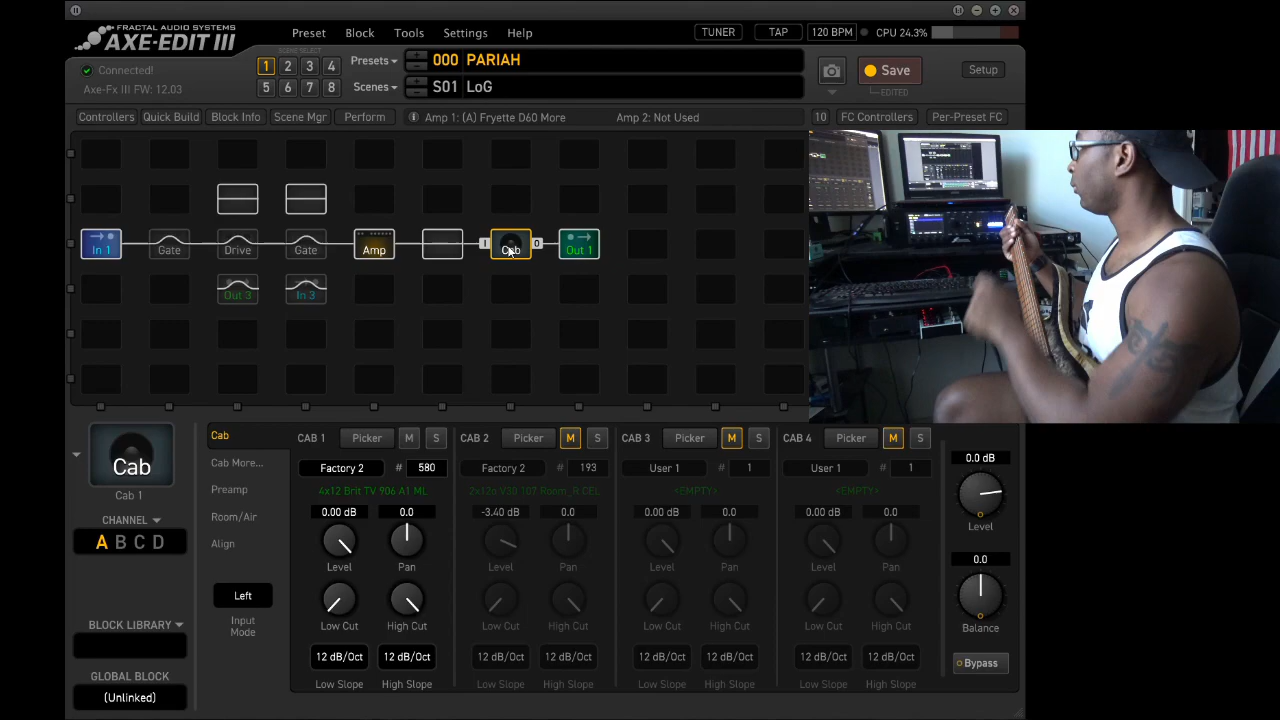 FRACTAL AUDIO SYSTEMS
AXE-EDIT III
Preset Block Tools Settings Help
TUNER TAP 120 BPM CPU 24.3%
Connected!
Axe-Fx III FW: 12.03
SCENE SELECT
1 2 3 4
5 6 7 8
Presets 000 PARIAH
Scenes S01 LoG
Save
EDITED
Setup
Controllers Quick Build Block Info Scene Mgr Perform
Amp 1: (A) Fryette D60 More Amp 2: Not Used
10 FC Controllers Per-Preset FC
In 1 Gate Drive Gate Amp Cab Out 1
Out 3 In 3
Cab
Cab 1
CHANNEL
A B C D
BLOCK LIBRARY
GLOBAL BLOCK
(Unlinked)
Cab
Cab More...
Preamp
Room/Air
Align
Left
Input
Mode
CAB 1 Picker M S
Factory 2 # 580
4x12 Brit TV 906 A1 ML
0.00 dB 0.0
Level Pan
Low Cut High Cut
12 dB/Oct 12 dB/Oct
Low Slope High Slope
CAB 2 Picker M S
Factory 2 # 193
2x12o V30 107 Room_R CEL
-3.40 dB 0.0
Level Pan
Low Cut High Cut
12 dB/Oct 12 dB/Oct
Low Slope High Slope
CAB 3 Picker M S
User 1 # 1
<EMPTY>
0.00 dB 0.0
Level Pan
Low Cut High Cut
12 dB/Oct 12 dB/Oct
Low Slope High Slope
CAB 4 Picker M S
User 1 # 1
<EMPTY>
0.00 dB 0.0
Level Pan
Low Cut High Cut
12 dB/Oct 12 dB/Oct
Low Slope High Slope
0.0 dB
Level
0.0
Balance
Bypass